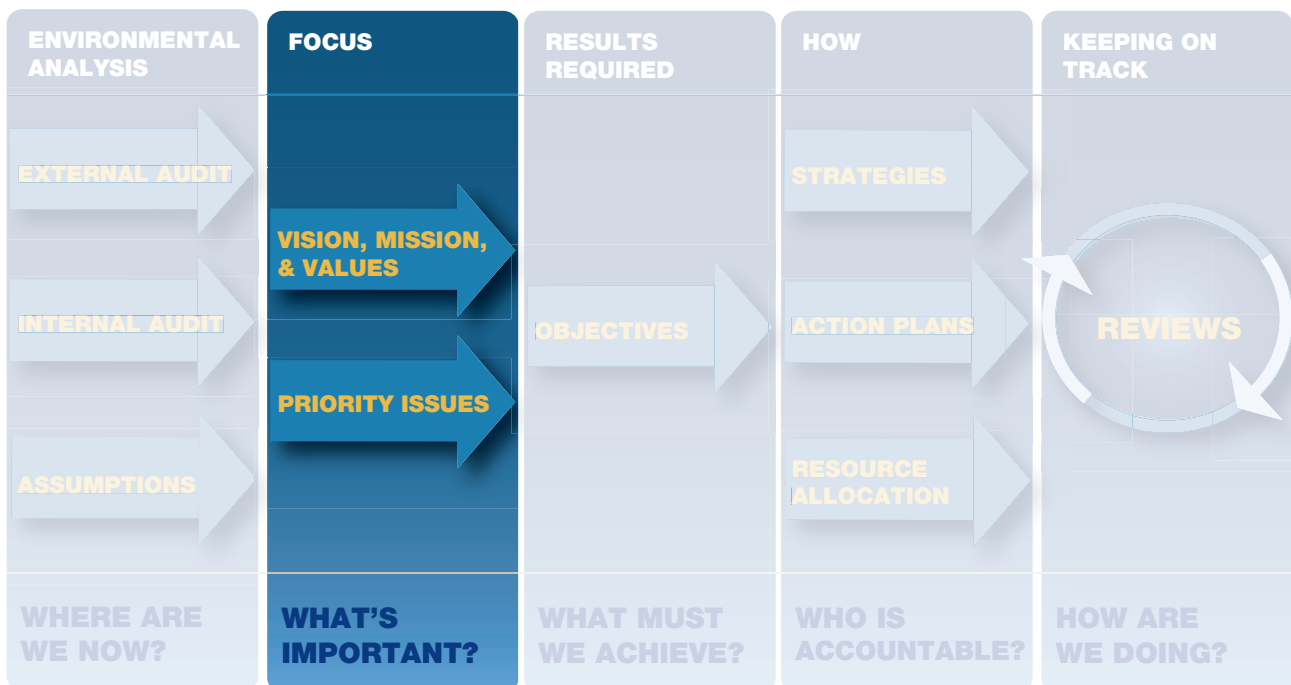 ENVIRONMENTAL
ANALYSIS
EXTERNAL AUDIT
INTERNAL AUDIT
ASSUMPTIONS
WHERE ARE
WE NOW?
FOCUS
VISION, MISSION,
& VALUES
PRIORITY ISSUES
WHAT'S
IMPORTANT?
RESULTS
REQUIRED
OBJECTIVES
WHAT MUST
WE ACHIEVE?
HOW
STRATEGIES
ACTION PLANS
RESOURCE
ALLOCATION
WHO IS
ACCOUNTABLE?
KEEPING ON
TRACK
REVIEWS
HOW ARE
WE DOING?